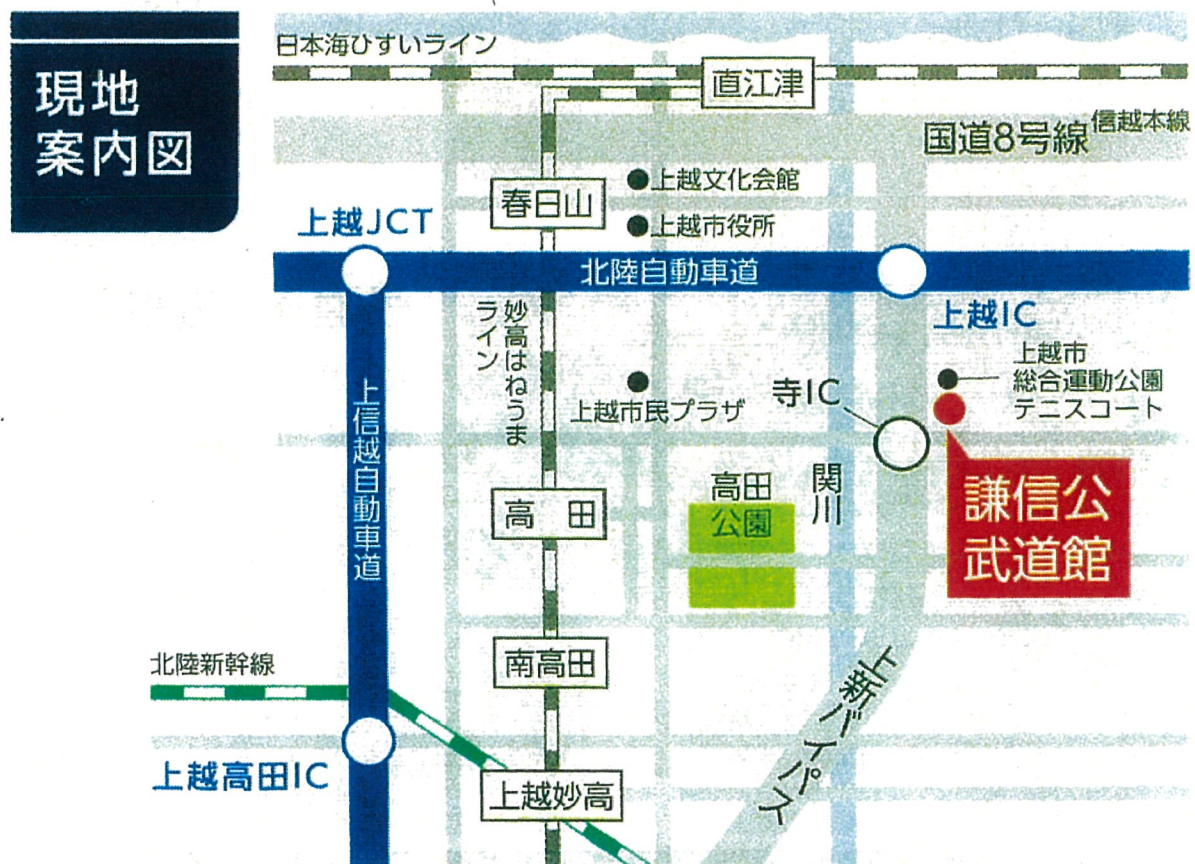 現地
案内図
日本海ひすいライン
直江津
国道8号線
信越本線
春日山
上越文化会館
上越市役所
上越JCT
北陸自動車道
上越IC
妙高はねうま
ライン
上越市
総合運動公園
テニスコート
上越市民プラザ
寺IC
上信越自動車道
高田
高田
公園
関川
謙信公
武道館
南高田
北陸新幹線
上新バイパス
上越高田IC
上越妙高